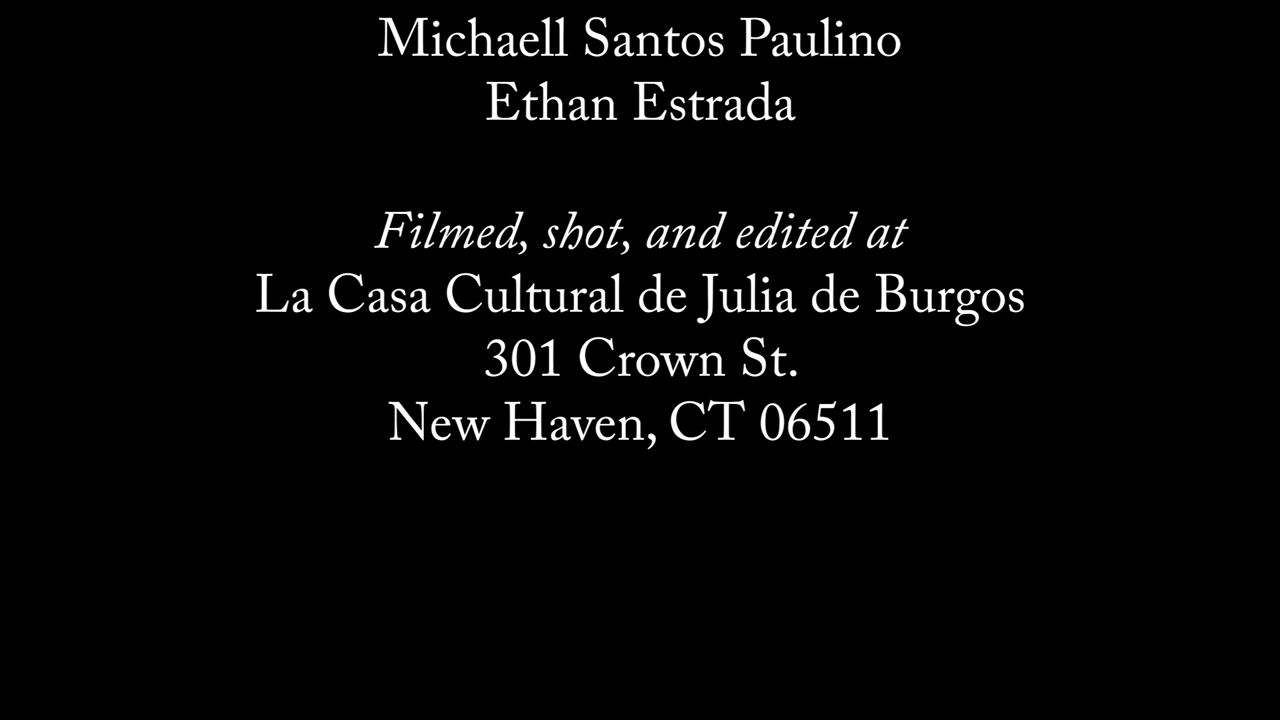 Michaell Santos Paulino
Ethan Estrada
Filmed, shot, and edited at
La Casa Cultural de Julia de Burgos
301 Crown St.
New Haven, CT 06511